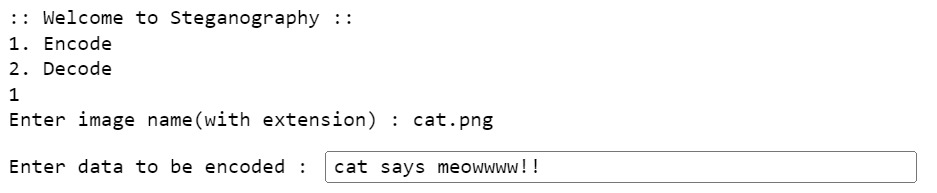 :: Welcome to Steganography ::
1. Encode
2. Decode
1
Enter image name(with extension) : cat.png
Enter data to be encoded : cat says meowwww!!